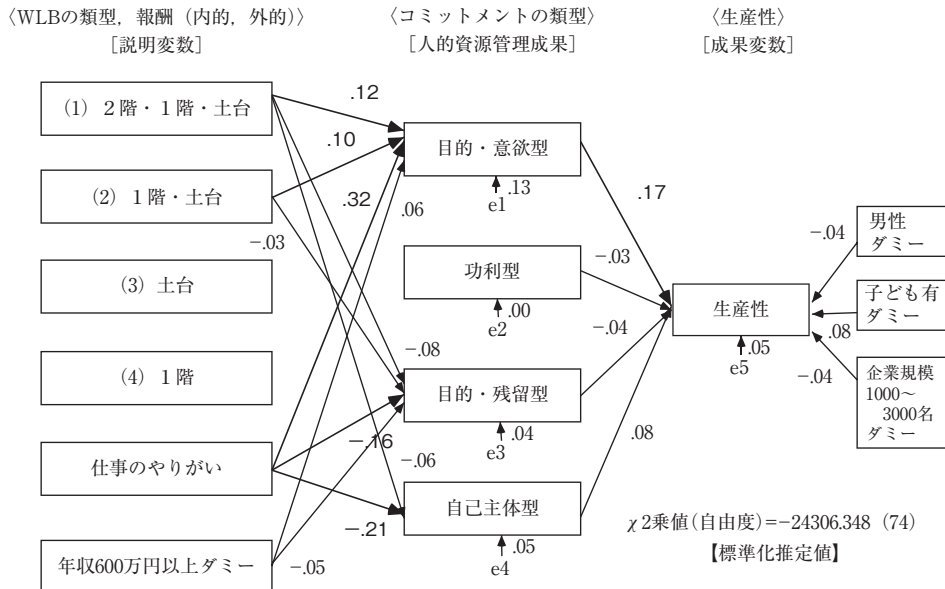 〈WLBの類型，報酬（内的，外的）〉
［説明変数］
〈コミットメントの類型〉
［人的資源管理成果］
〈生産性〉
［成果変数］
(1) 2階・1階・土台
(2) 1階・土台
(3) 土台
(4) 1階
仕事のやりがい
年収600万円以上ダミー
.12
.10
.32
.06
−.03
−.08
−.16
−.06
−.21
−.05
目的・意欲型
.13
e1
功利型
.00
e2
目的・残留型
.04
e3
自己主体型
.05
e4
.17
−.03
−.04
.08
生産性
.05
e5
−.04
.08
−.04
男性
ダミー
子ども有
ダミー
企業規模
1000～
3000名
ダミー
χ2乗値(自由度)=−24306.348 (74)
【標準化推定値】